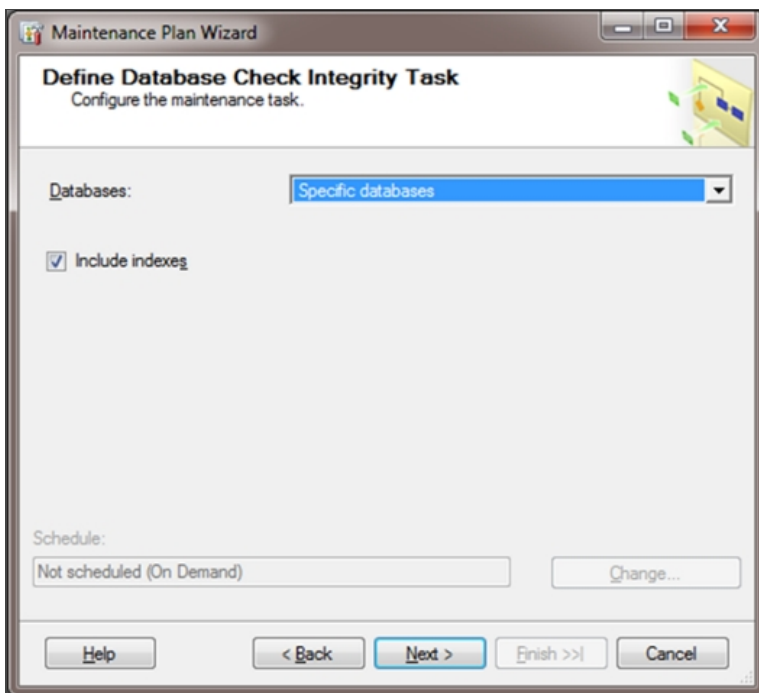 Maintenance Plan Wizard
Define Database Check Integrity Task
Configure the maintenance task.
Databases: Specific databases
Include indexes
Schedule:
Not scheduled (On Demand) Change...
Help < Back Next > Finish >>| Cancel